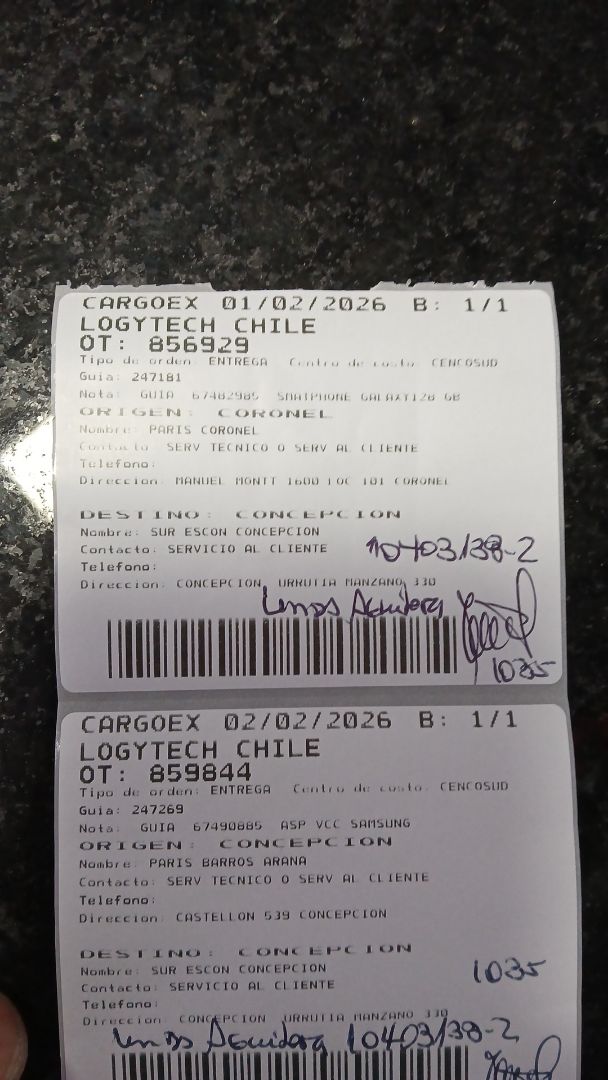 CARGOEX 01/02/2026 B: 1/1
LOGYTECH CHILE
OT: 856929
Tipo de orden: ENTREGA Centro de costo: CENCOSUD
Guia: 247181
Nota: GUIA 67482985 SMATPHONE GALAXY128 GB
ORIGEN: CORONEL
Nombre: PARIS CORONEL
Contacto: SERV TECNICO O SERV AL CLIENTE
Telefono:
Direccion: MANUEL MONTT 1600 LOC 101 CORONEL
DESTINO: CONCEPCION
Nombre: SUR ESCON CONCEPCION
Contacto: SERVICIO AL CLIENTE 10403138-2
Telefono:
Direccion: CONCEPCION URRUTIA MANZANO 330
Aguilera
1035
CARGOEX 02/02/2026 B: 1/1
LOGYTECH CHILE
OT: 859844
Tipo de orden: ENTREGA Centro de costo: CENCOSUD
Guia: 247269
Nota: GUIA 67490885 ASP VCC SAMSUNG
ORIGEN: CONCEPCION
Nombre: PARIS BARROS ARANA
Contacto: SERV TECNICO O SERV AL CLIENTE
Telefono:
Direccion: CASTELLON 539 CONCEPCION
DESTINO: CONCEPCION
Nombre: SUR ESCON CONCEPCION 1035
Contacto: SERVICIO AL CLIENTE
Telefono:
Direccion: CONCEPCION URRUTIA MANZANO 330
Aguilera 10403138-2